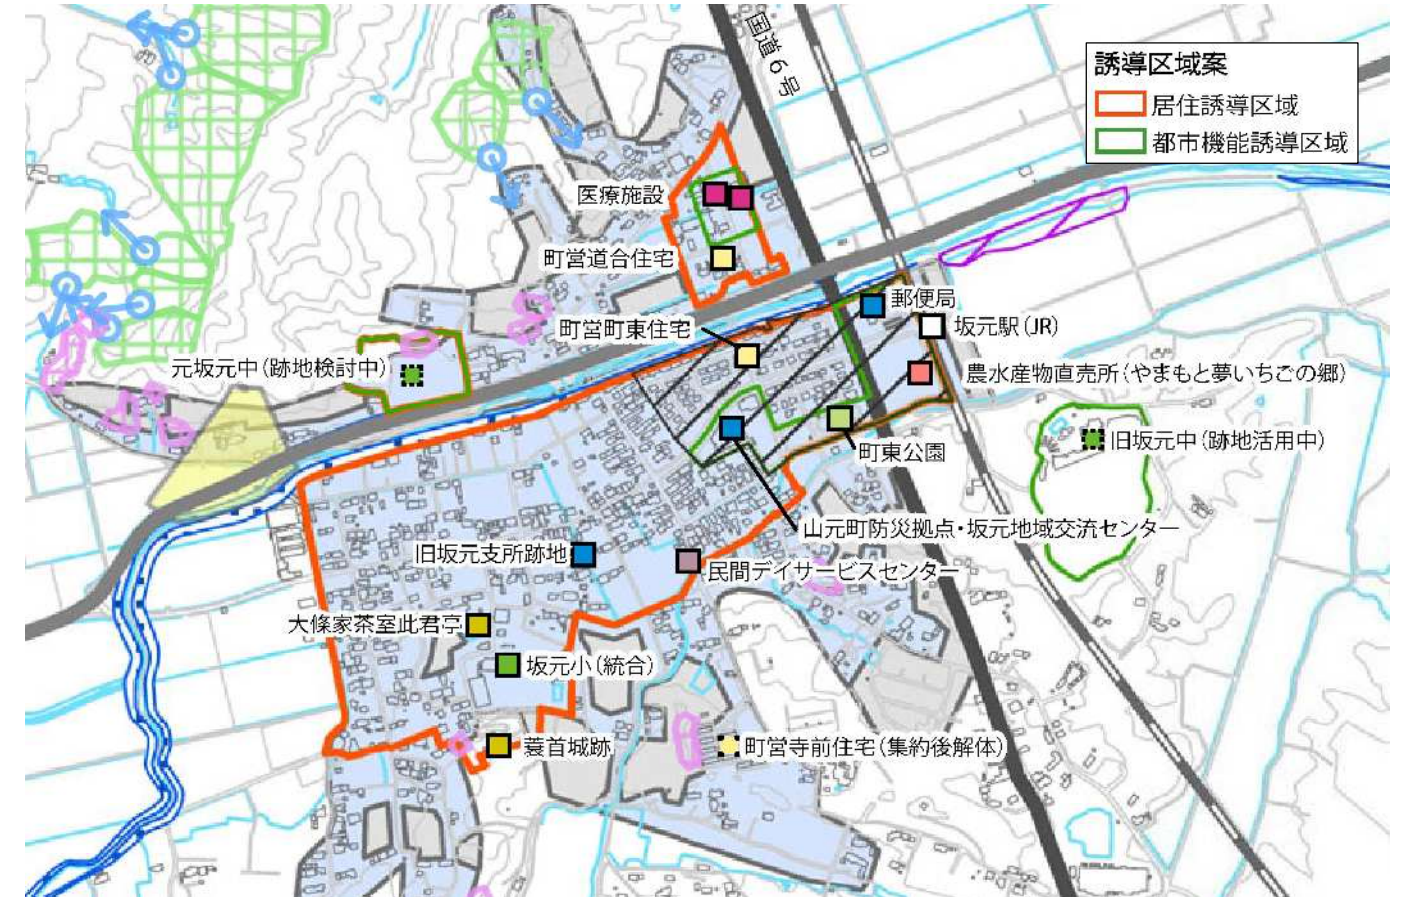 国道6号
誘導区域案
居住誘導区域
都市機能誘導区域
医療施設
町営道合住宅
郵便局
町営町東住宅
坂元駅(JR)
元坂元中(跡地検討中)
農水産物直売所(やまもと夢いちごの郷)
旧坂元中(跡地活用中)
町東公園
山元町防災拠点・坂元地域交流センター
旧坂元支所跡地
民間デイサービスセンター
大條家茶室此君亭
坂元小(統合)
蓑首城跡
町営寺前住宅(集約後解体)